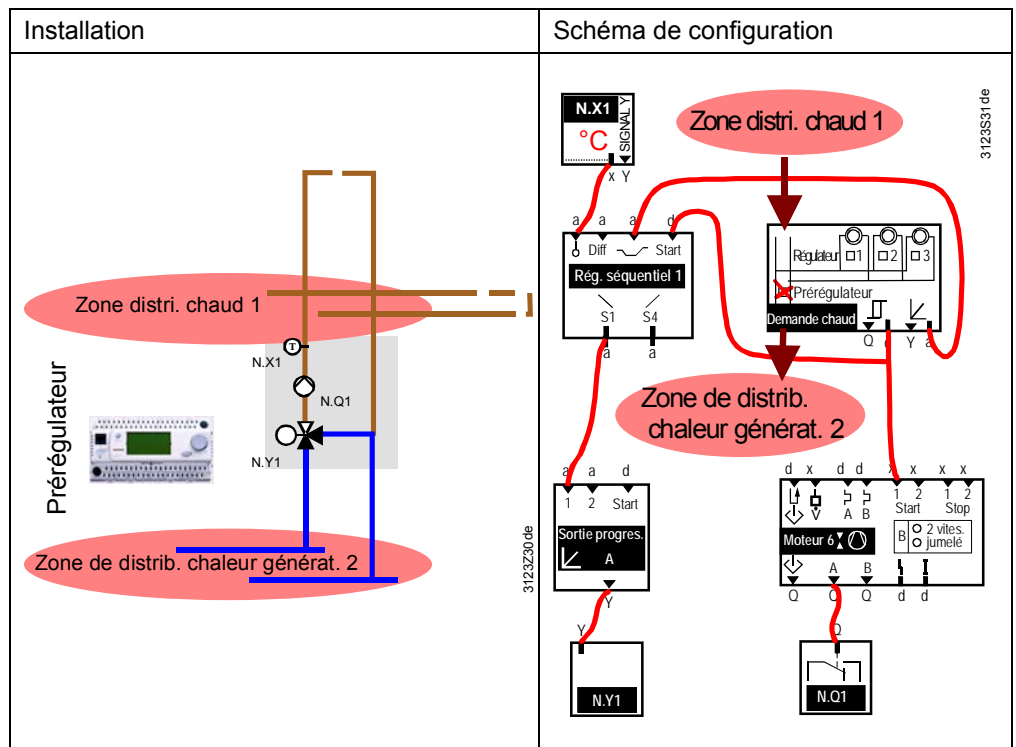 Installation
Schéma de configuration
Zone distri. chaud 1
T
N.X1
N.Q1
N.Y1
Prérégulateur
Zone de distrib. chaleur générat. 2
3123Z30de
N.X1
°C
SIGNAL Y
x Y
Zone distri. chaud 1
3123S31de
a a a d
Diff Start
Rég. séquentiel 1
S1 S4
a a
Régulateur 1 2 3
Prérégulateur
Demande chaud
Q d Y a
Zone de distrib.
chaleur générat. 2
a a d
1 2 Start
Sortie progres.
A
Y
Y
N.Y1
d x d d x x x x
A B 1 2 1 2
Start Stop
Moteur 6
B 2 vites.
jumelé
A B
Q Q Q d d
Q
N.Q1